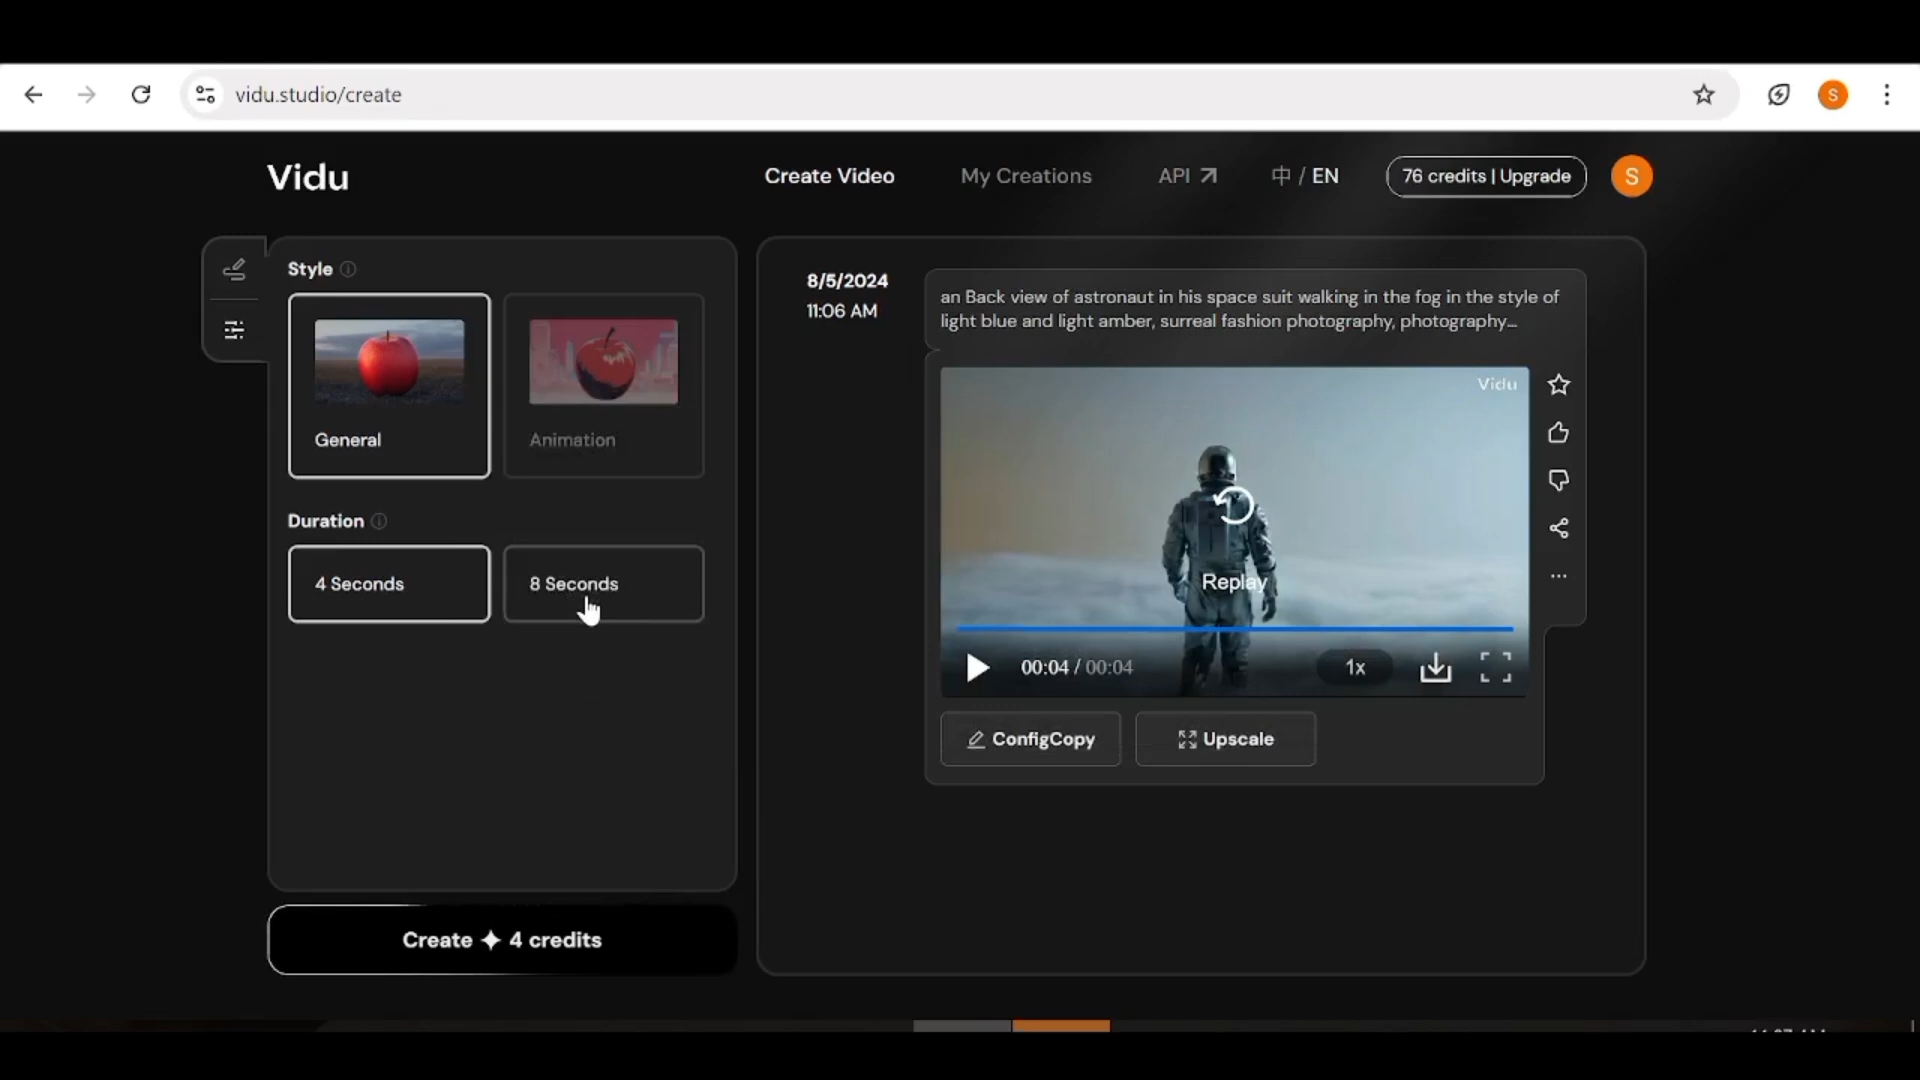 vidu.studio/create
S
Vidu
Create Video
My Creations
API
中 / EN
76 credits | Upgrade
S
Style
General
Animation
Duration
4 Seconds
8 Seconds
Create 4 credits
8/5/2024
11:06 AM
an Back view of astronaut in his space suit walking in the fog in the style of
light blue and light amber, surreal fashion photography, photography...
Vidu
Replay
00:04 / 00:04
1x
ConfigCopy
Upscale